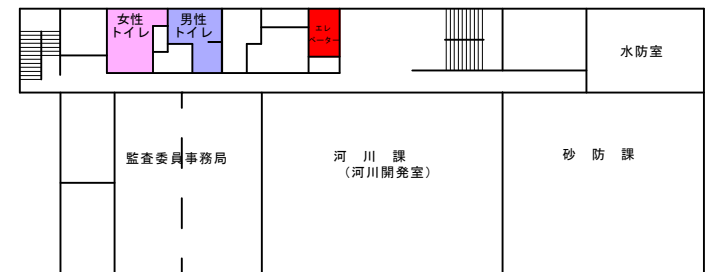 女性
トイレ
男性
トイレ
エレ
ベーター
水防室
監査委員事務局
河川課
(河川開発室)
砂防課